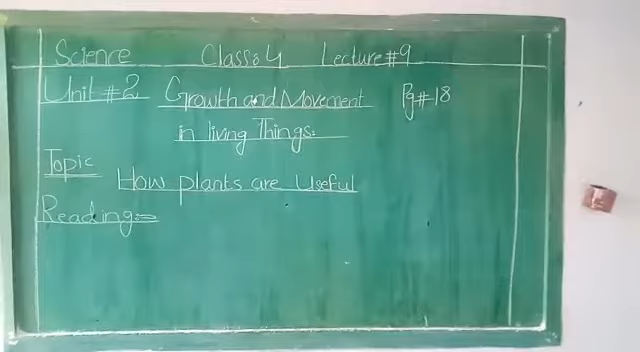 Science Class:4 Lecture#9
Unit #2 Growth and Movement Pg#18
in living Things:
Topic
How plants are Useful
Reading:=